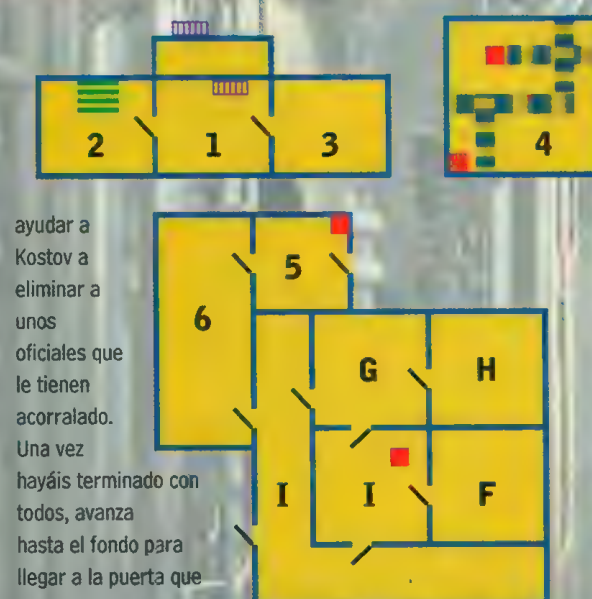 2
1
3
4
ayudar a
Kostov a
eliminar a
unos
oficiales que
le tienen
acorralado.
Una vez
hayáis terminado con
todos, avanza
hasta el fondo para
llegar a la puerta que
5
6
G
H
I
I
F